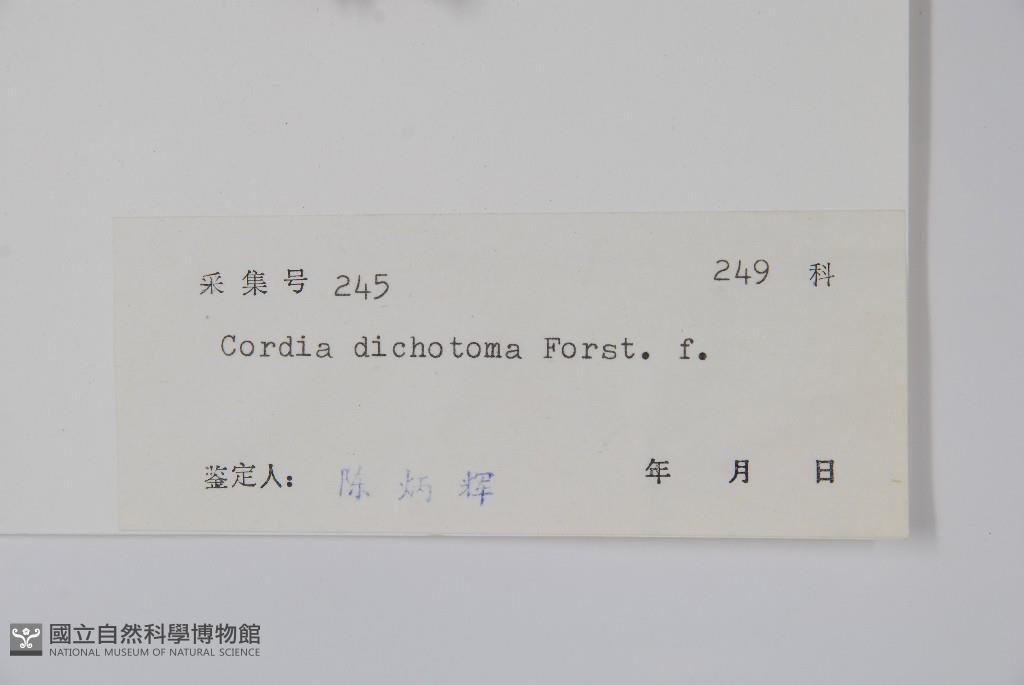 采集号 245 249 科
Cordia dichotoma Forst. f.
鉴定人: 陈炳辉 年 月 日
國立自然科學博物館
NATIONAL MUSEUM OF NATURAL SCIENCE